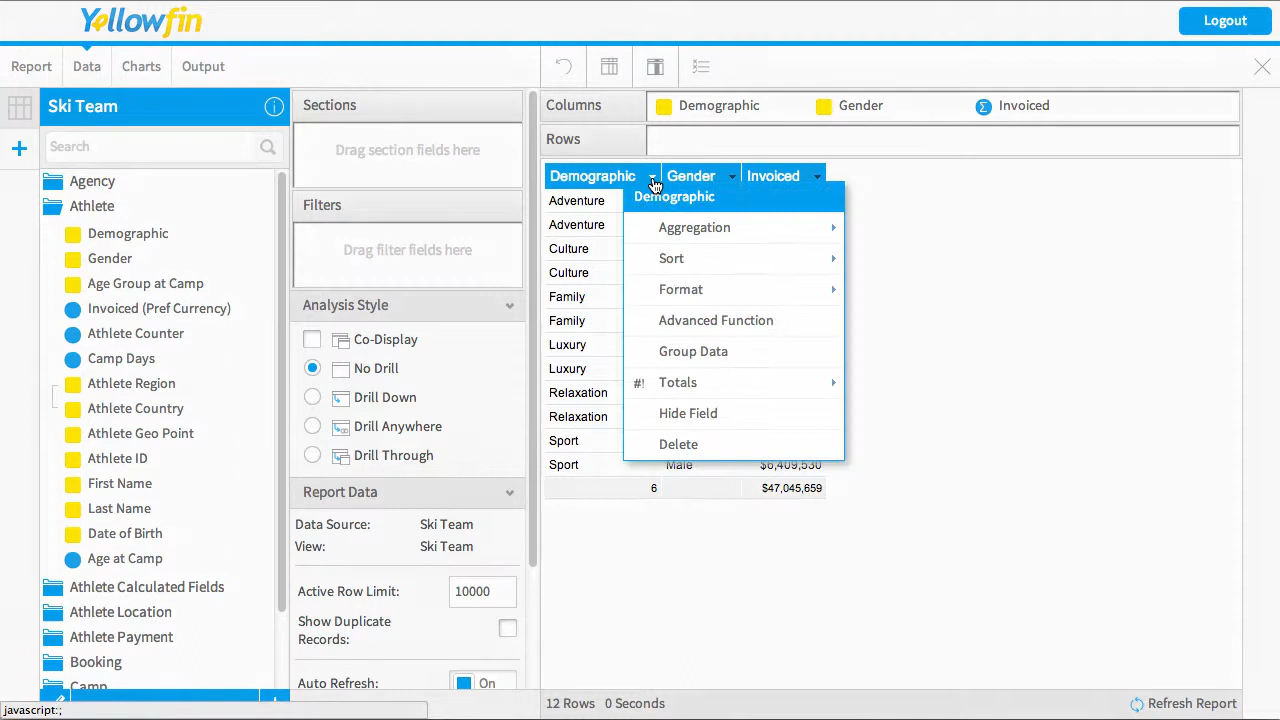 Yellowfin
Logout
Report
Data
Charts
Output
Ski Team
Search
Agency
Athlete
Demographic
Gender
Age Group at Camp
Invoiced (Pref Currency)
Athlete Counter
Camp Days
Athlete Region
Athlete Country
Athlete Geo Point
Athlete ID
First Name
Last Name
Date of Birth
Age at Camp
Athlete Calculated Fields
Athlete Location
Athlete Payment
Booking
Camp
javascript:;
Sections
Drag section fields here
Filters
Drag filter fields here
Analysis Style
Co-Display
No Drill
Drill Down
Drill Anywhere
Drill Through
Report Data
Data Source: Ski Team
View: Ski Team
Active Row Limit: 10000
Show Duplicate
Records:
Auto Refresh: On
Columns Demographic Gender Invoiced
Rows
Demographic Gender Invoiced
Adventure
Adventure
Culture
Culture
Family
Family
Luxury
Luxury
Relaxation
Relaxation
Sport
Sport Male $6,409,530
6 $47,045,659
Demographic
Aggregation
Sort
Format
Advanced Function
Group Data
#! Totals
Hide Field
Delete
12 Rows 0 Seconds
Refresh Report